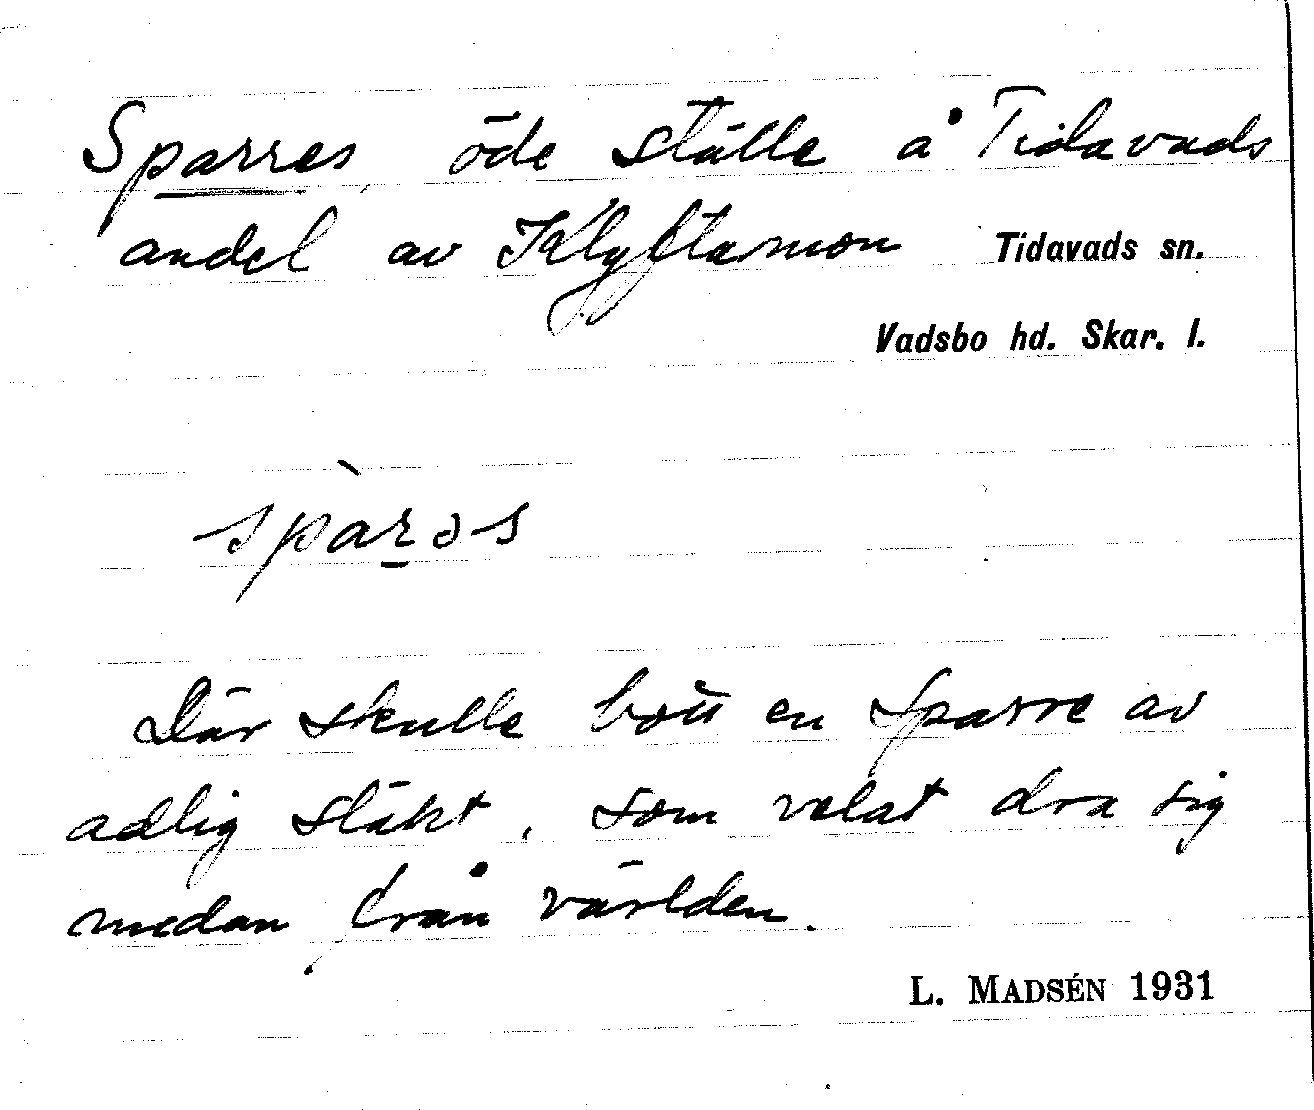 Sparres, öde ställe å Tidavads
andel av Klyftamon Tidavads sn.
Vadsbo hd. Skar. l.
spàrəs
Där skulle bott en Sparre av
adlig släkt, som velat dra sig
undan från världen.
L. MADSÉN 1931